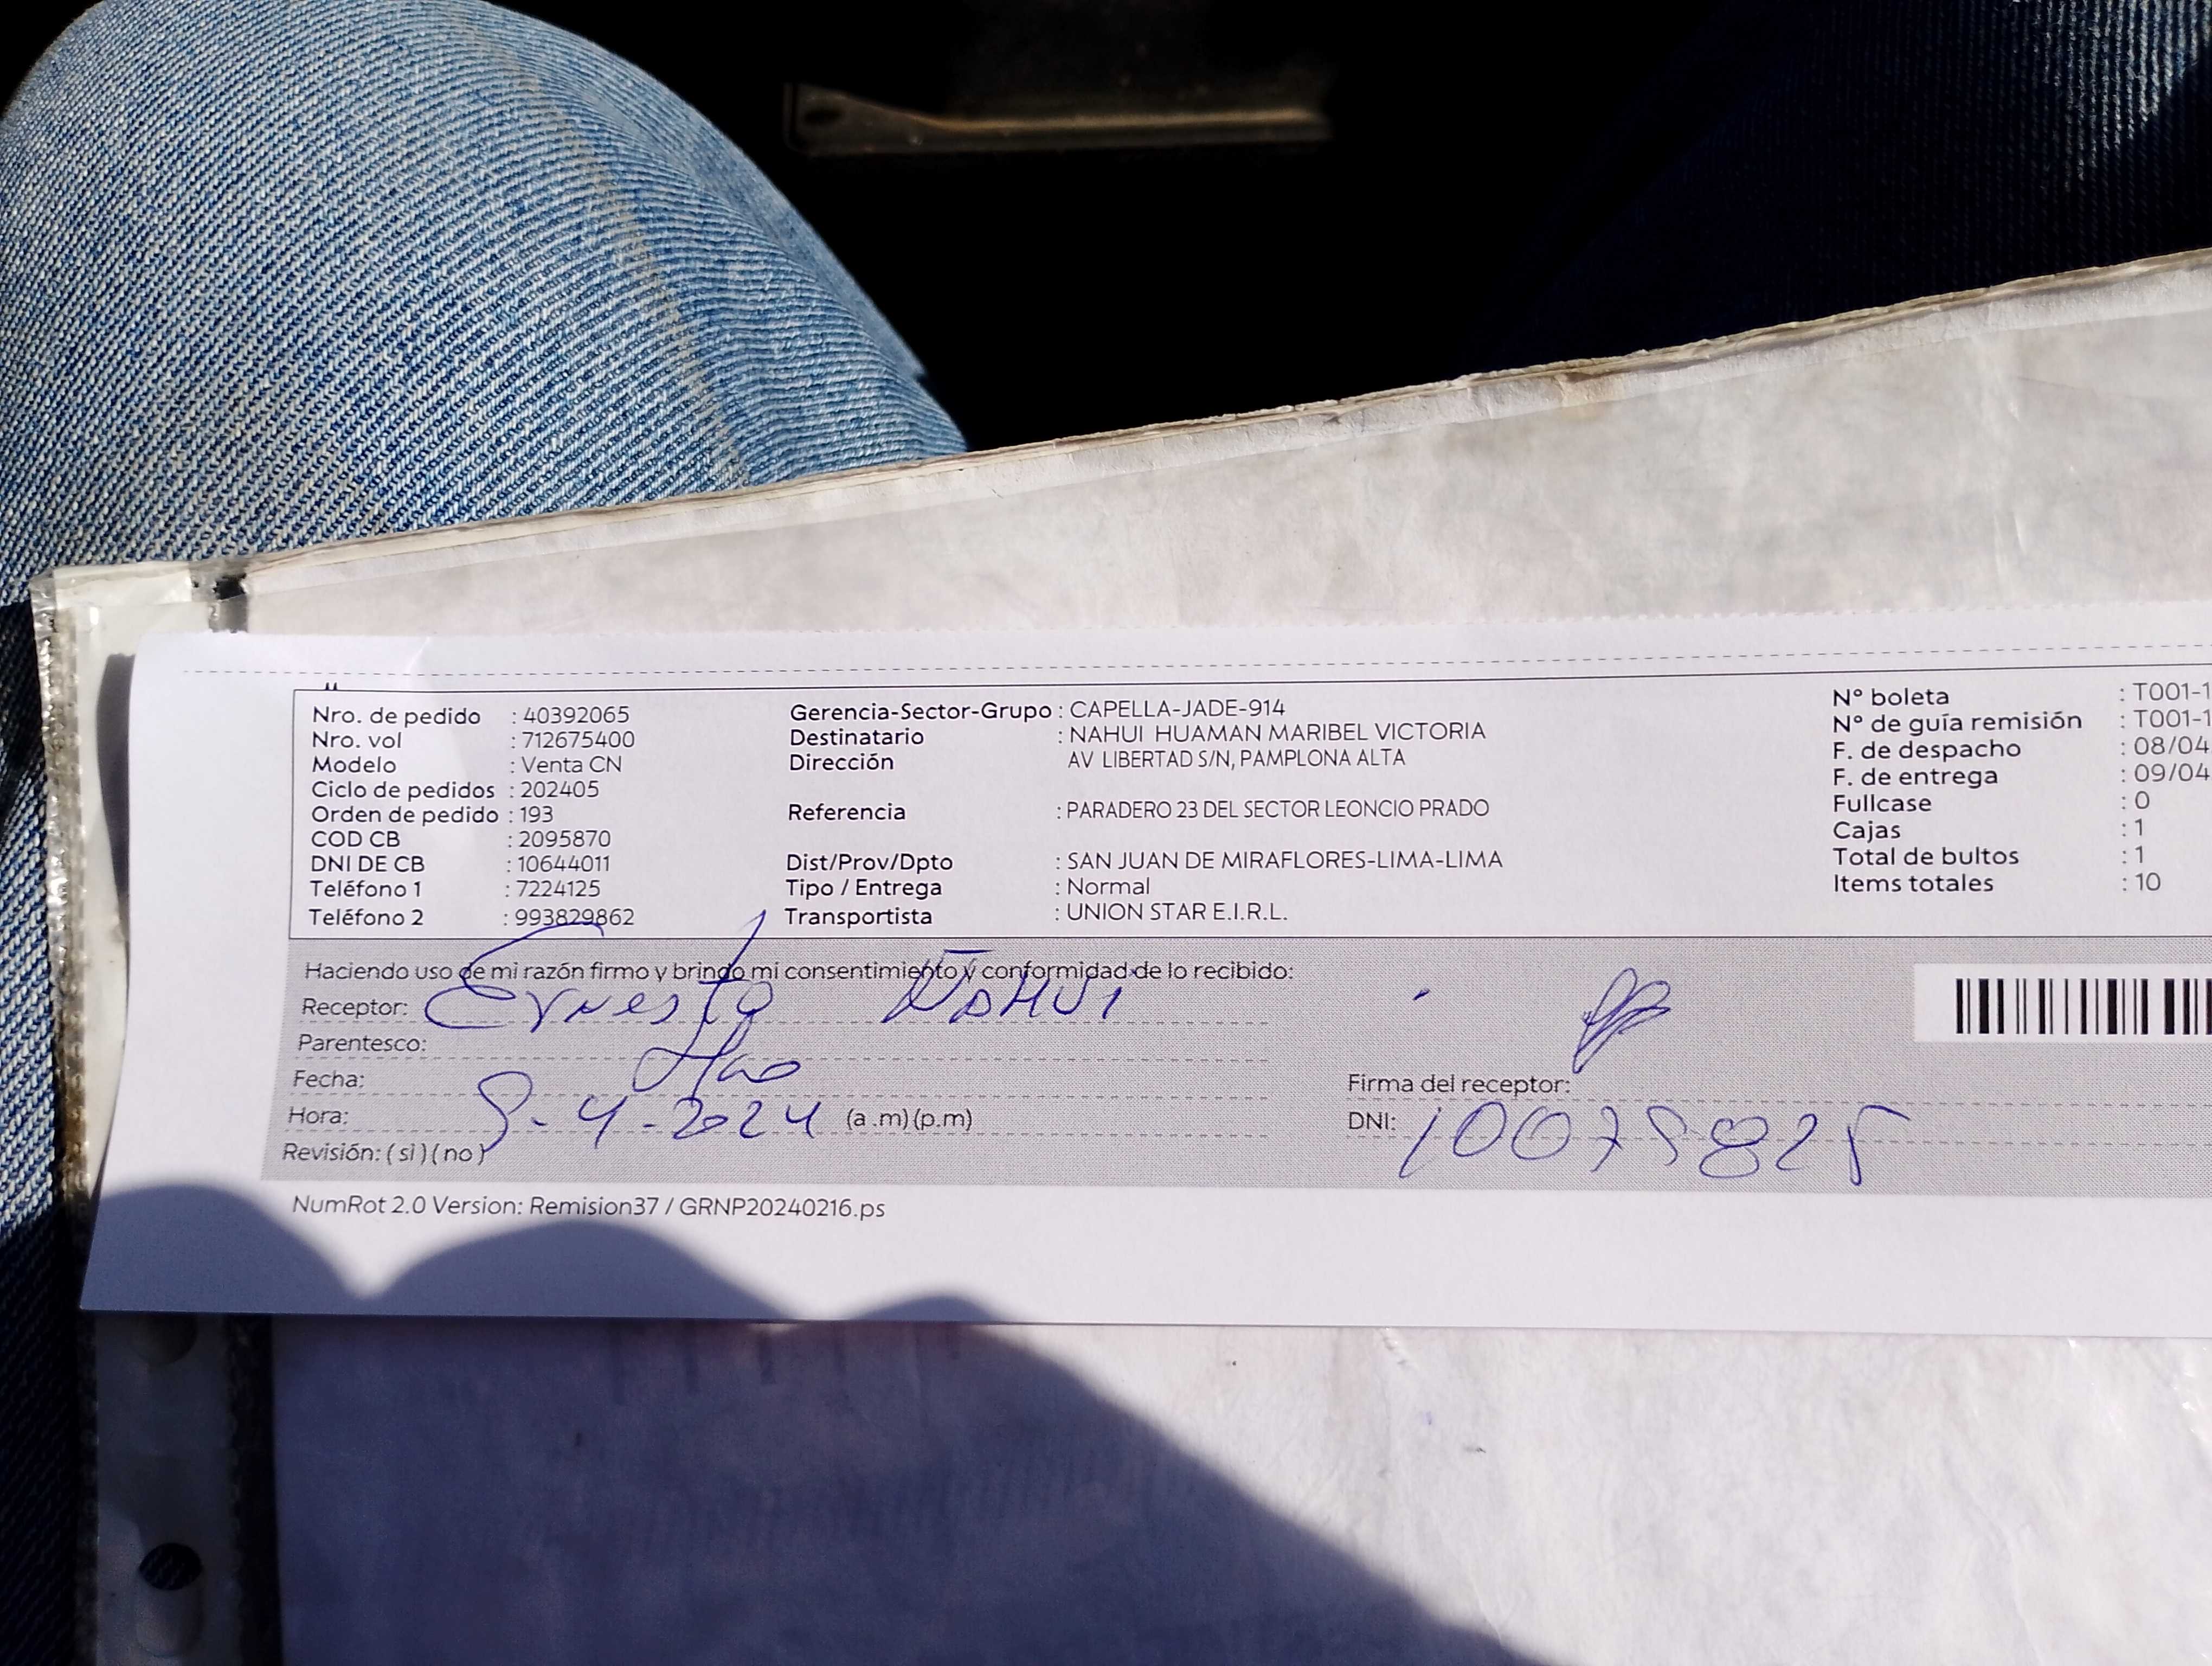 Nro. de pedido : 40392065
Nro. vol : 712675400
Modelo : Venta CN
Ciclo de pedidos : 202405
Orden de pedido : 193
COD CB : 2095870
DNI DE CB : 10644011
Teléfono 1 : 7224125
Teléfono 2 : 993829862
Gerencia-Sector-Grupo : CAPELLA-JADE-914
Destinatario : NAHUI HUAMAN MARIBEL VICTORIA
Dirección AV LIBERTAD S/N, PAMPLONA ALTA
Referencia : PARADERO 23 DEL SECTOR LEONCIO PRADO
Dist/Prov/Dpto : SAN JUAN DE MIRAFLORES-LIMA-LIMA
Tipo / Entrega : Normal
Transportista : UNION STAR E.I.R.L.
N° boleta : T001-1
N° de guía remisión : T001-1
F. de despacho : 08/04
F. de entrega : 09/04
Fullcase : 0
Cajas : 1
Total de bultos : 1
Items totales : 10
Haciendo uso de mi razón firmo y brindo mi consentimiento y conformidad de lo recibido:
Receptor: Ernesto ÑAHUI
Parentesco:
Fecha:
Hora: 9-4-2024 (a .m) (p.m)
Revisión: ( si ) ( no )
Firma del receptor:
DNI:
NumRot 2.0 Version: Remision37 / GRNP20240216.ps